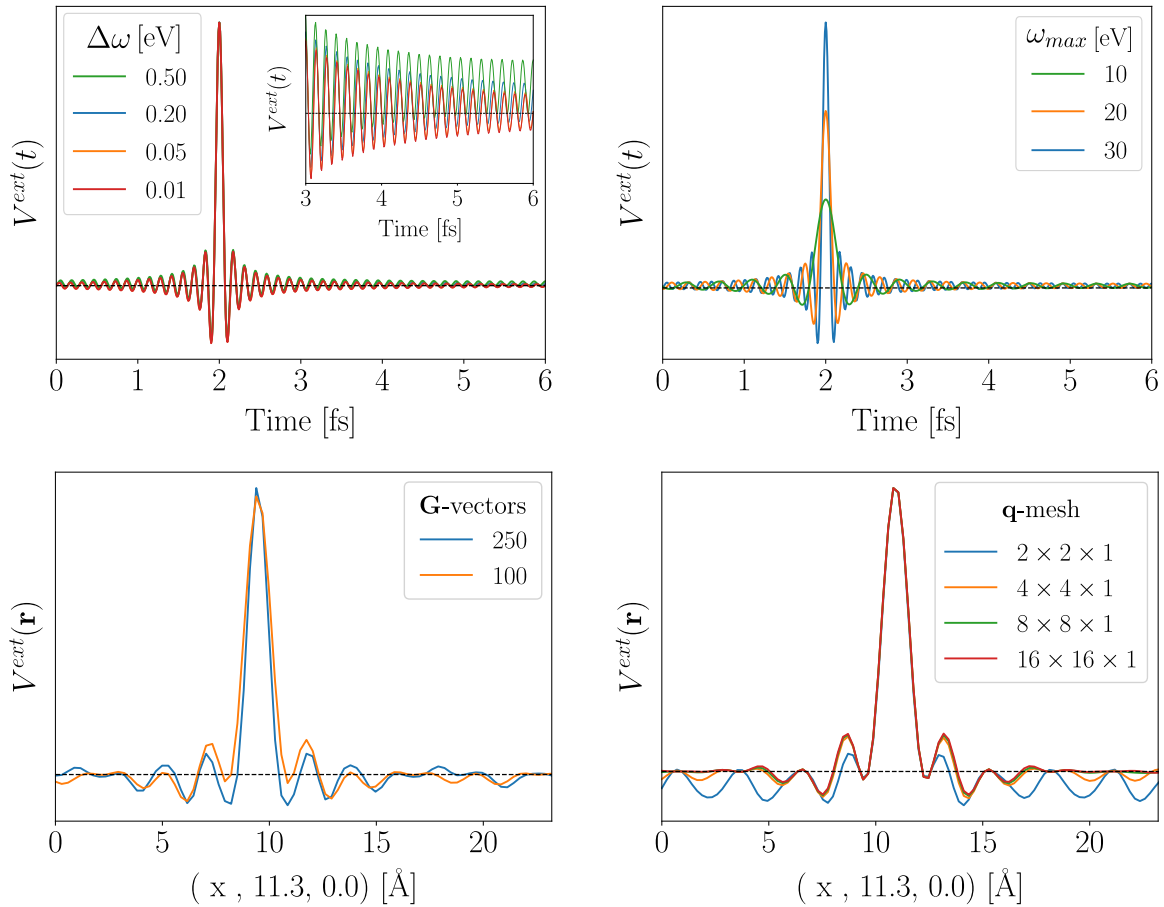 Δω [eV]
0.50
0.20
0.05
0.01
V^ext(t)
3 4 5 6
Time [fs]
V^ext(t)
0 1 2 3 4 5 6
Time [fs]
ω_max [eV]
10
20
30
V^ext(t)
0 1 2 3 4 5 6
Time [fs]
G-vectors
250
100
V^ext(r)
0 5 10 15 20
( x , 11.3, 0.0) [Å]
q-mesh
2 × 2 × 1
4 × 4 × 1
8 × 8 × 1
16 × 16 × 1
V^ext(r)
0 5 10 15 20
( x , 11.3, 0.0) [Å]